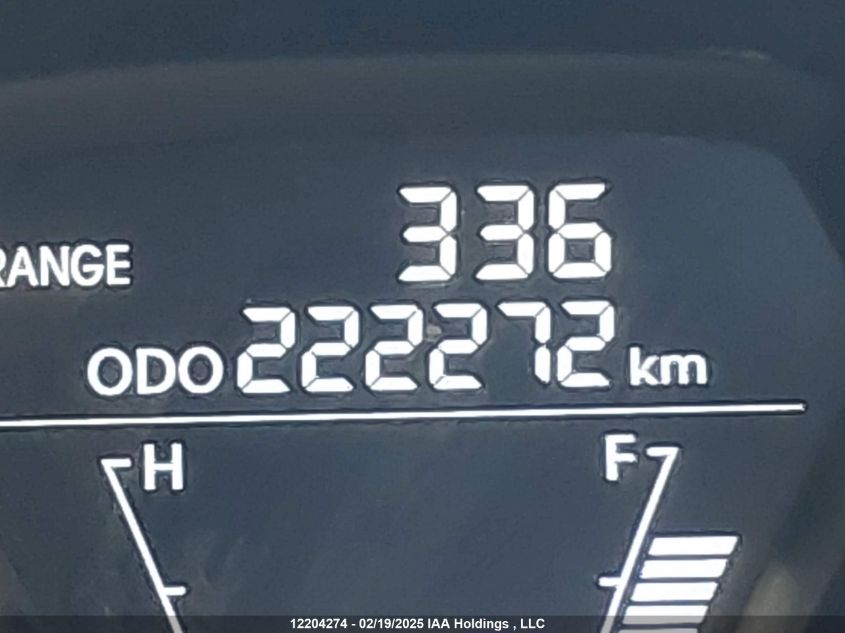 RANGE 336
ODO 222272 km
H F
12204274 - 02/19/2025 IAA Holdings , LLC